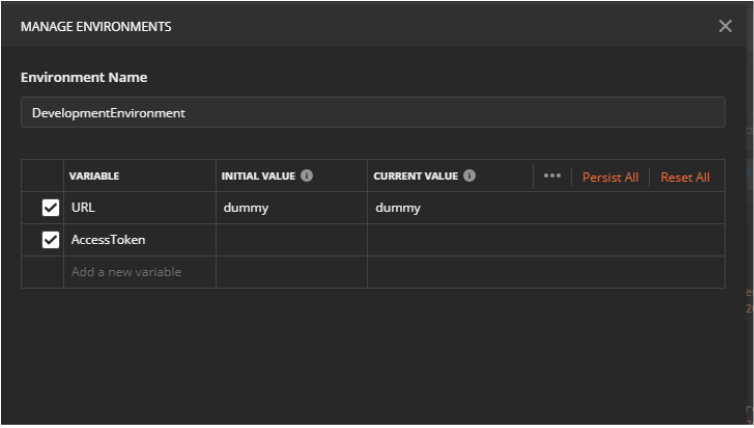 MANAGE ENVIRONMENTS
Environment Name
DevelopmentEnvironment
VARIABLE INITIAL VALUE CURRENT VALUE ••• Persist All Reset All
URL dummy dummy
AccessToken
Add a new variable